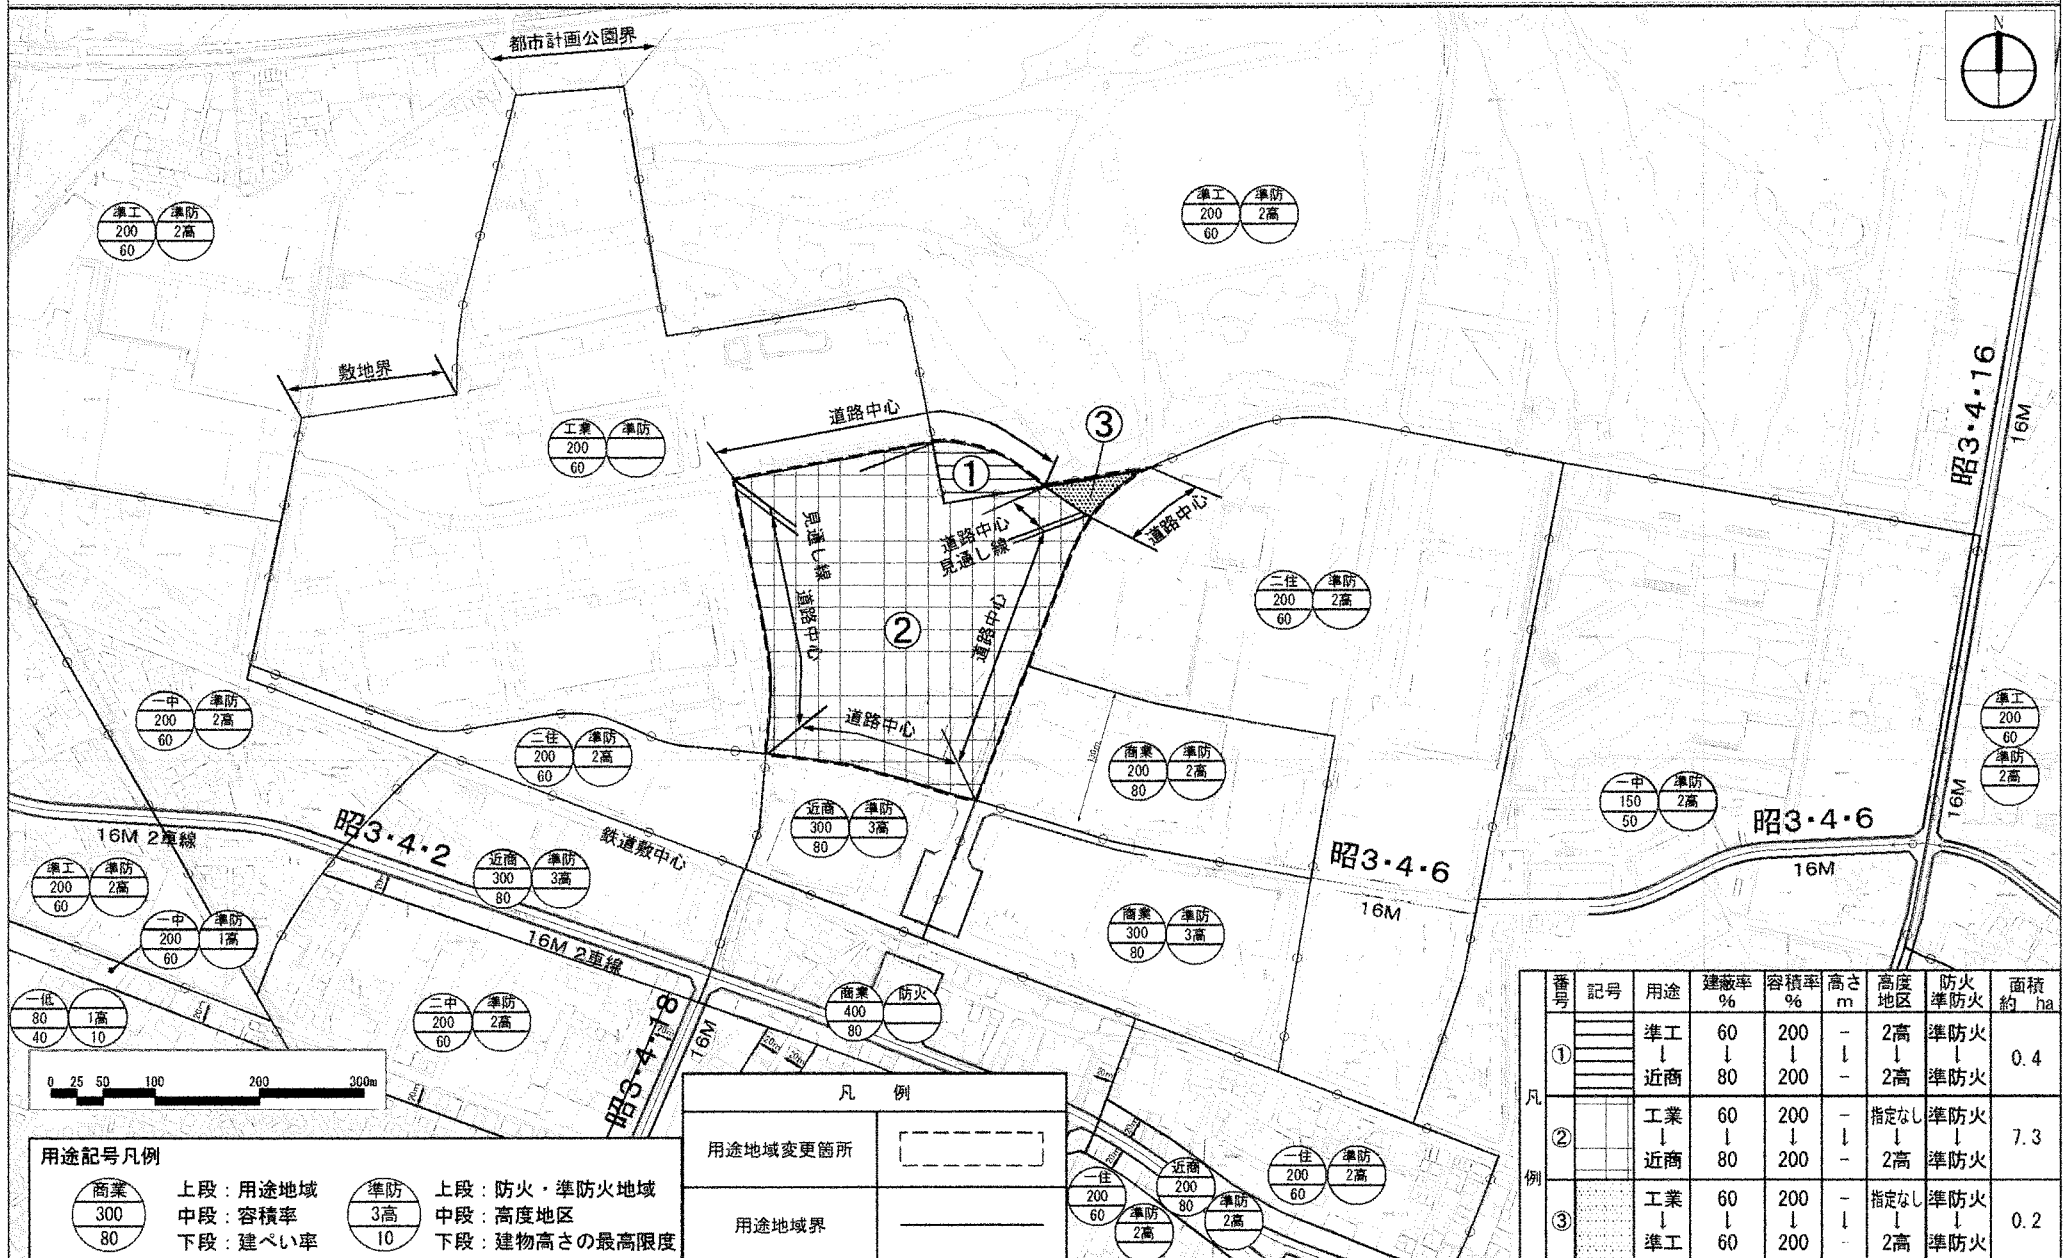 都市計画公園界
N
準工 準防
200 2高
60
準工 準防
200 2高
60
敷地界
昭3・4・16
16M
道路中心
③
工業 準防
200
60
①
見通し線
道路中心
見通し線
道路中心
②
道路中心
道路中心
道路中心
二住 準防
200 2高
60
一中 準防
200 2高
60
二住 準防
200 2高
60
商業 準防
200 2高
80
準工
200
60
準防
2高
一中 準防
150 2高
50
16M
昭3・4・6
16M
近商 準防
300 3高
80
昭3・4・2
16M 2車線
鉄道敷中心
昭3・4・6
16M
準工 準防
200 2高
60
近商 準防
300 3高
80
20m
一中 準防
200 1高
60
16M 2車線
商業 準防
300 3高
80
一低 1高
80 10
40
20m
二中 準防
200 2高
60
商業 防火
400
80
昭3・4・18
16M
20m
20m
20m
20m
20m
20m
20m
0 25 50 100 200 300m
一住 準防
200 2高
60
近商 準防
200 2高
80
一住 準防
200 2高
60
用途記号凡例
商業 上段：用途地域
300 中段：容積率
80 下段：建ぺい率
準防 上段：防火・準防火地域
3高 中段：高度地区
10 下段：建物高さの最高限度
凡 例
用途地域変更箇所
用途地域界
凡例
番号 記号 用途 建蔽率% 容積率% 高さm 高度地区 防火準防火 面積約 ha
① 準工 60 200 - 2高 準防火 0.4
↓ ↓ ↓ ↓ ↓ ↓
近商 80 200 - 2高 準防火
② 工業 60 200 - 指定なし 準防火 7.3
↓ ↓ ↓ ↓ ↓ ↓
近商 80 200 - 2高 準防火
③ 工業 60 200 - 指定なし 準防火 0.2
↓ ↓ ↓ ↓ ↓ ↓
準工 60 200 - 2高 準防火